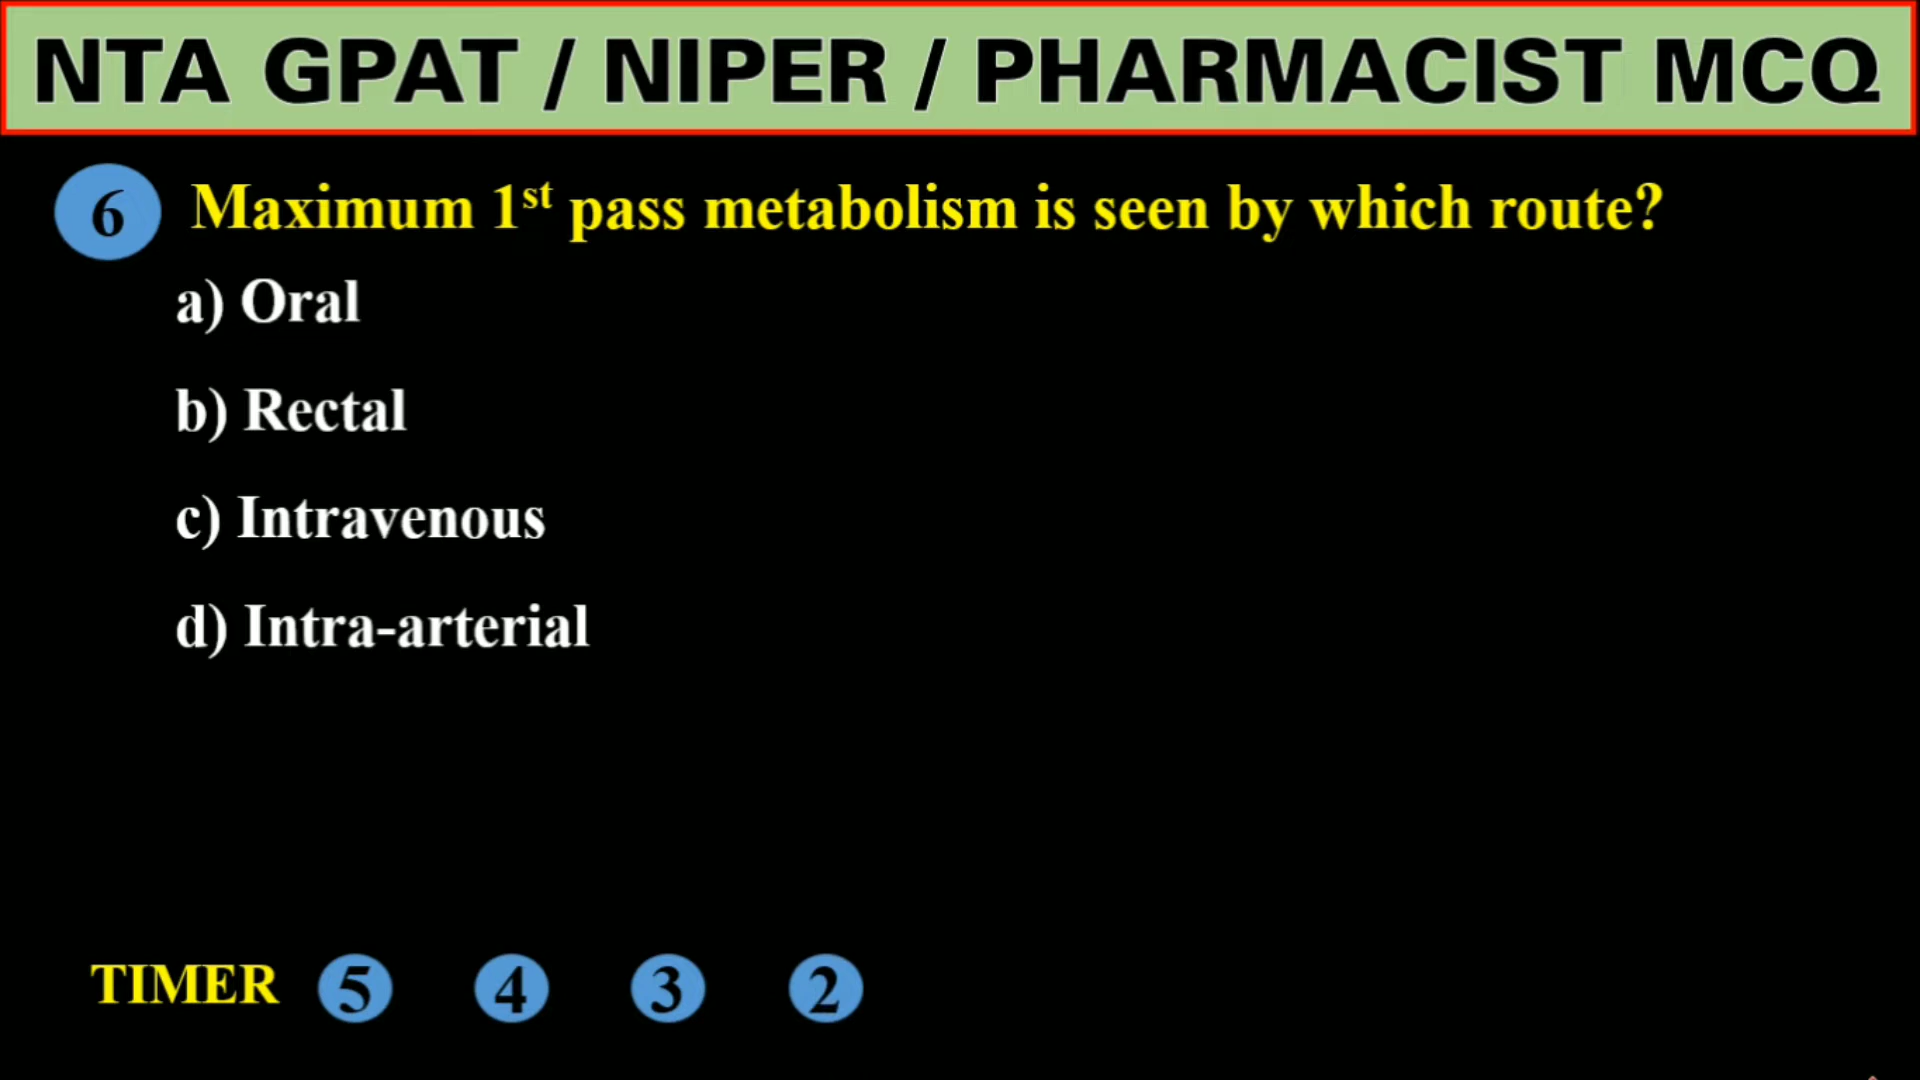 NTA GPAT / NIPER / PHARMACIST MCQ
6 Maximum 1st pass metabolism is seen by which route?
a) Oral
b) Rectal
c) Intravenous
d) Intra-arterial
TIMER 5 4 3 2